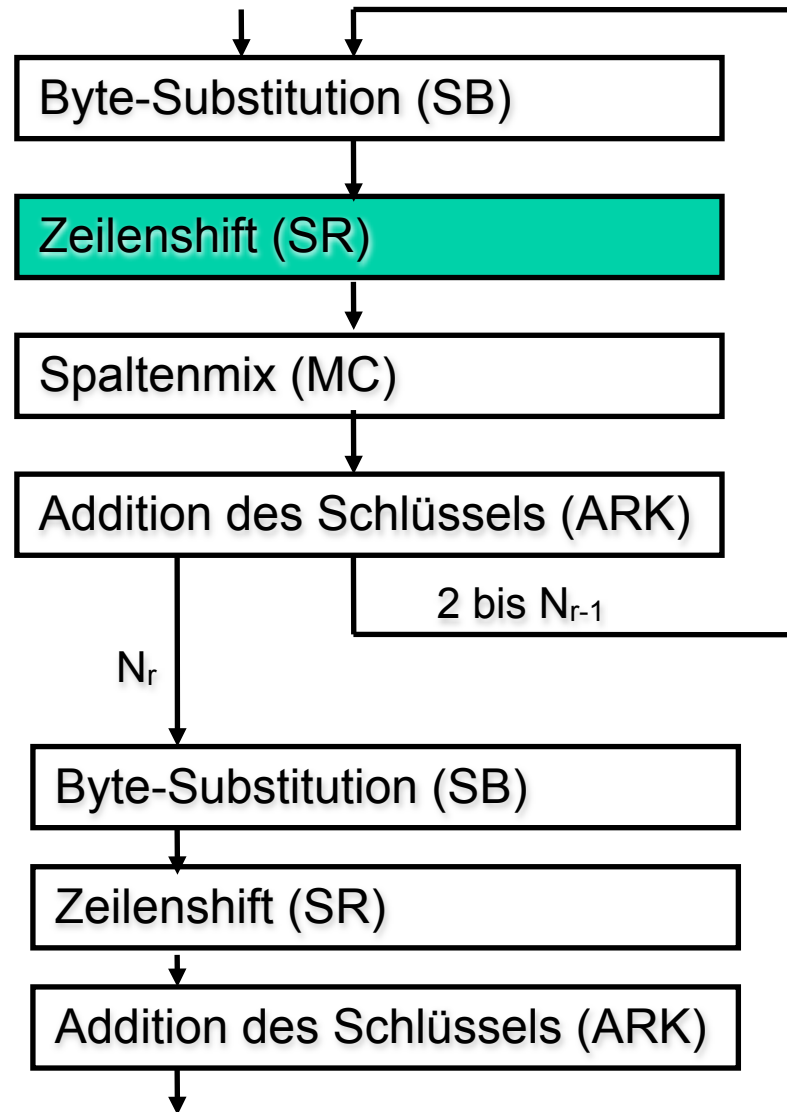 Byte-Substitution (SB)
Zeilenshift (SR)
Spaltenmix (MC)
Addition des Schlüssels (ARK)
2 bis Nr-1
Nr
Byte-Substitution (SB)
Zeilenshift (SR)
Addition des Schlüssels (ARK)